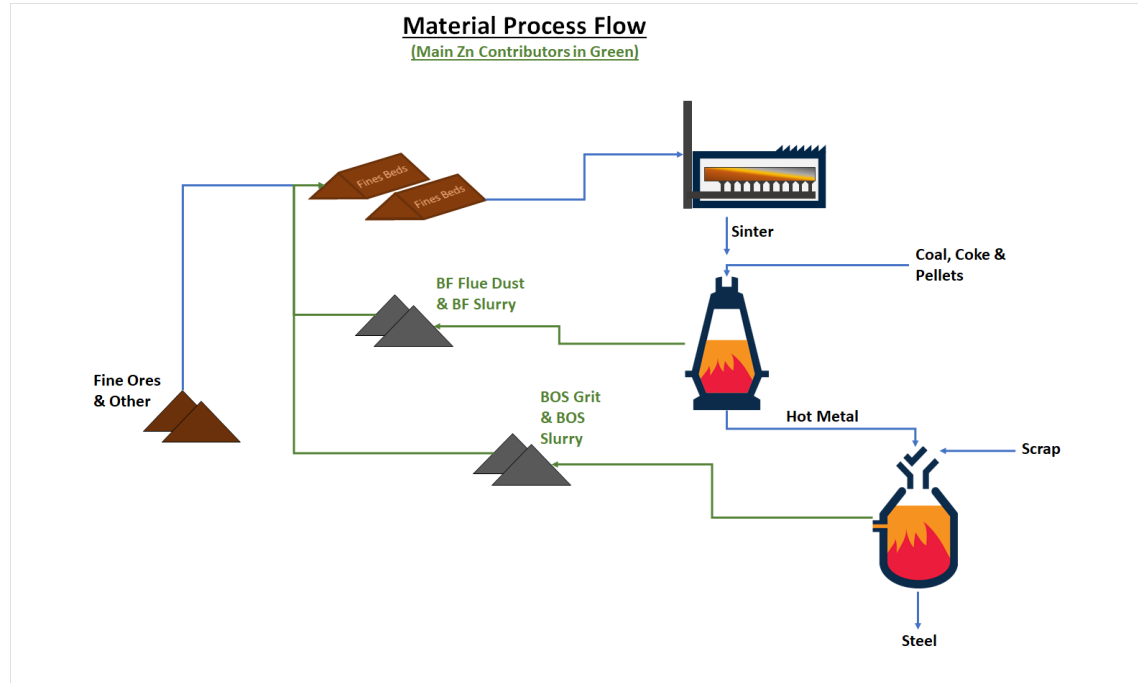 Material Process Flow
(Main Zn Contributors in Green)
Fines Beds
Fines Beds
Sinter
Coal, Coke &
Pellets
BF Flue Dust
& BF Slurry
Fine Ores
& Other
BOS Grit
& BOS
Slurry
Hot Metal
Scrap
Steel